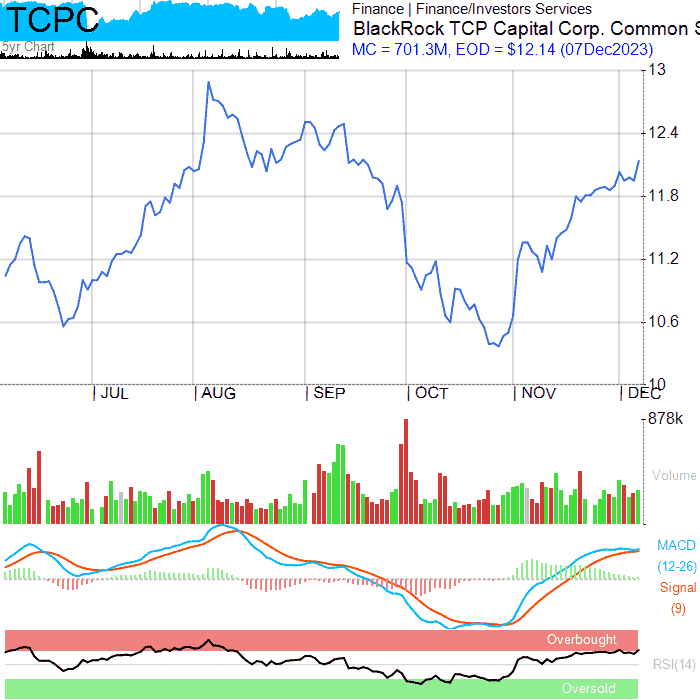 TCPC
5yr Chart
Finance | Finance/Investors Services
BlackRock TCP Capital Corp. Common S
MC = 701.3M, EOD = $12.14 (07Dec2023)
13
12.4
11.8
11.2
10.6
10
JUL AUG SEP OCT NOV DEC
878k
Volume
MACD
(12-26)
Signal
(9)
Overbought
RSI(14)
Oversold